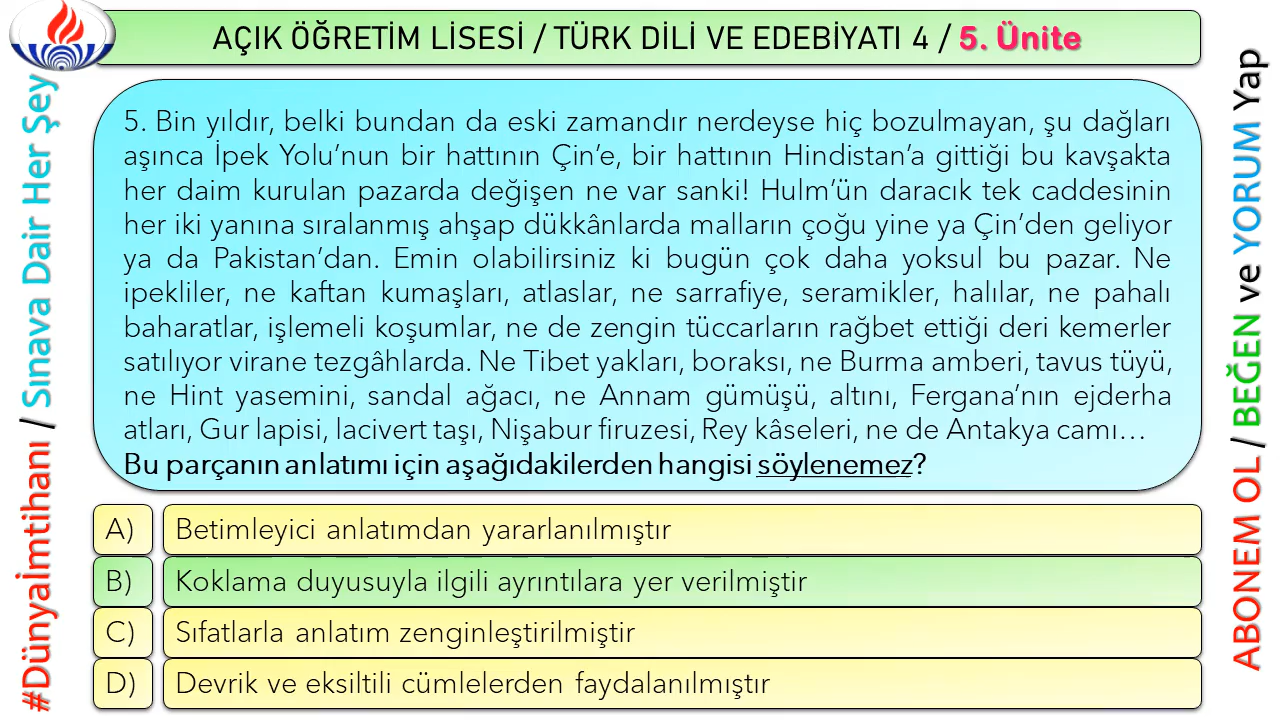 AÇIK ÖĞRETİM LİSESİ / TÜRK DİLİ VE EDEBİYATI 4 / 5. Ünite
#Dünyaİmtihanı / Sınava Dair Her Şey
5. Bin yıldır, belki bundan da eski zamandır nerdeyse hiç bozulmayan, şu dağları
aşınca İpek Yolu’nun bir hattının Çin’e, bir hattının Hindistan’a gittiği bu kavşakta
her daim kurulan pazarda değişen ne var sanki! Hulm’ün daracık tek caddesinin
her iki yanına sıralanmış ahşap dükkânlarda malların çoğu yine ya Çin’den geliyor
ya da Pakistan’dan. Emin olabilirsiniz ki bugün çok daha yoksul bu pazar. Ne
ipekliler, ne kaftan kumaşları, atlaslar, ne sarrafiye, seramikler, halılar, ne pahalı
baharatlar, işlemeli koşumlar, ne de zengin tüccarların rağbet ettiği deri kemerler
satılıyor virane tezgâhlarda. Ne Tibet yakları, boraksı, ne Burma amberi, tavus tüyü,
ne Hint yasemini, sandal ağacı, ne Annam gümüşü, altını, Fergana’nın ejderha
atları, Gur lapisi, lacivert taşı, Nişabur firuzesi, Rey kâseleri, ne de Antakya camı…
Bu parçanın anlatımı için aşağıdakilerden hangisi söylenemez?
A) Betimleyici anlatımdan yararlanılmıştır
B) Koklama duyusuyla ilgili ayrıntılara yer verilmiştir
C) Sıfatlarla anlatım zenginleştirilmiştir
D) Devrik ve eksiltili cümlelerden faydalanılmıştır
ABONEM OL / BEĞEN ve YORUM Yap